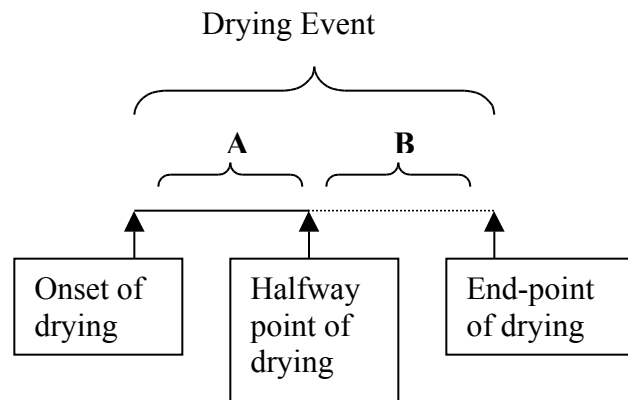 Drying Event
A
B
Onset of
drying
Halfway
point of
drying
End-point
of drying